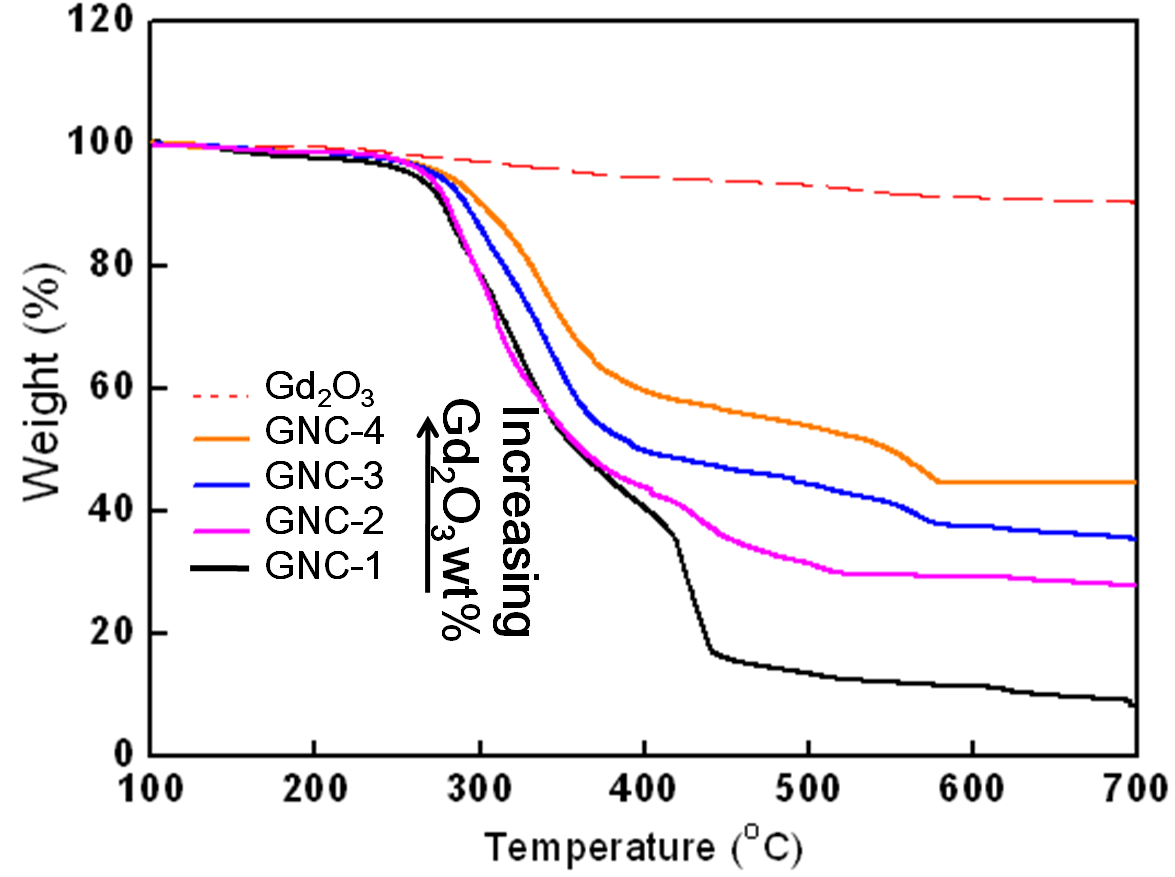 120
100
80
60
40
20
0
Weight (%)
Gd₂O₃
GNC-4
GNC-3
GNC-2
GNC-1
Increasing
Gd₂O₃ wt%
100 200 300 400 500 600 700
Temperature (°C)